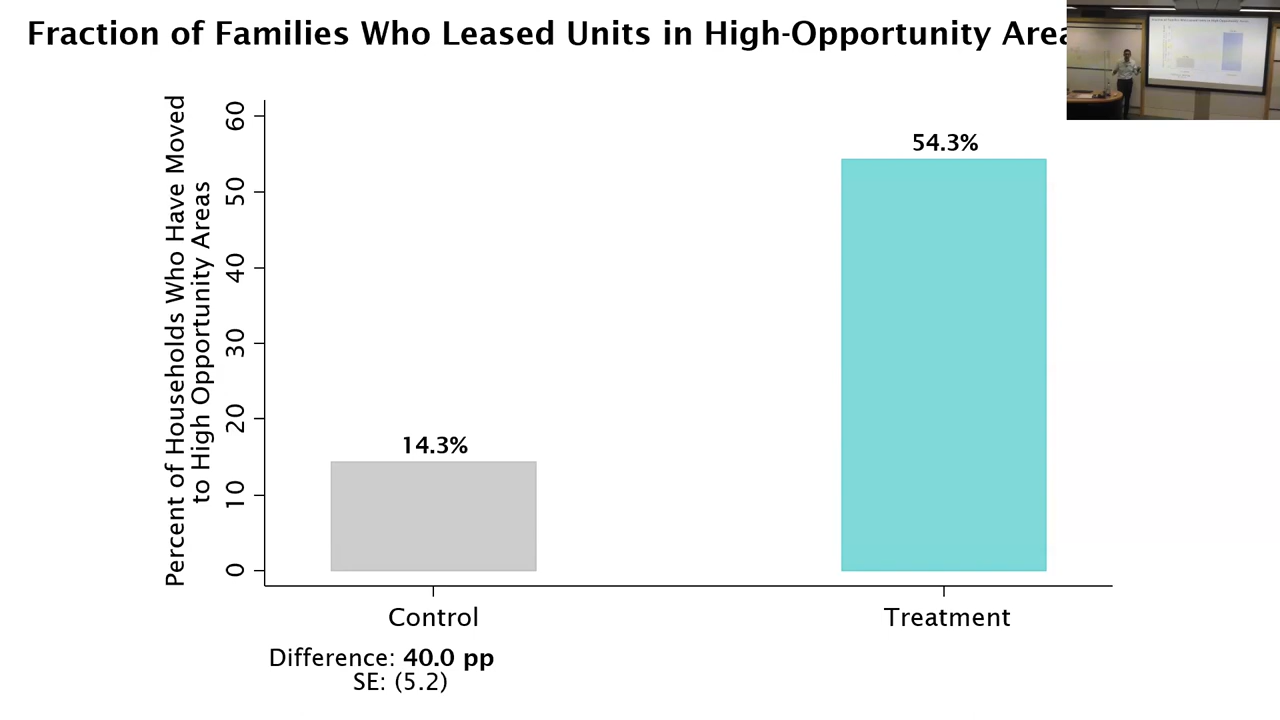 Fraction of Families Who Leased Units in High-Opportunity Area
Percent of Households Who Have Moved
to High Opportunity Areas
60
50
40
30
20
10
0
14.3%
54.3%
Control
Treatment
Difference: 40.0 pp
SE: (5.2)